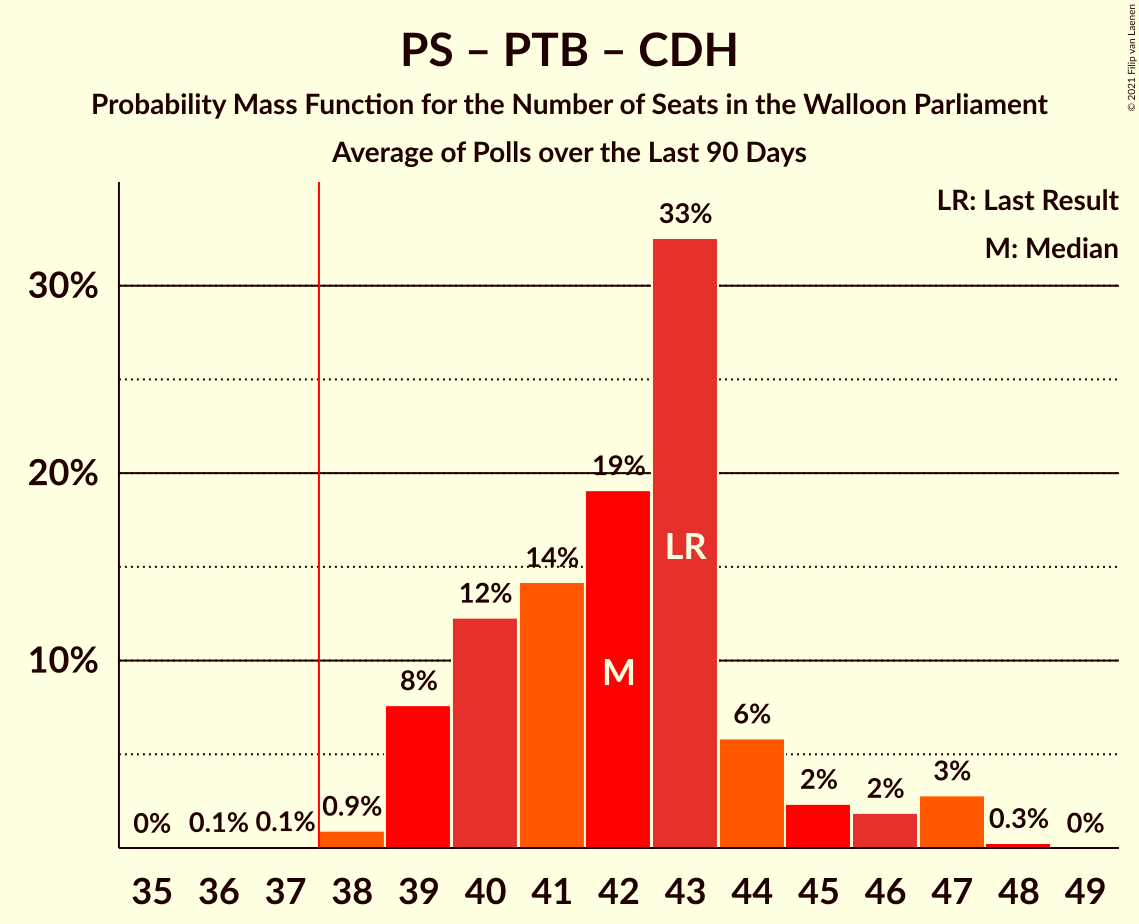 PS – PTB – CDH
Probability Mass Function for the Number of Seats in the Walloon Parliament
Average of Polls over the Last 90 Days
© 2021 Filip van Laenen
LR: Last Result
M: Median
30%
20%
10%
0%
0.1%
0.1%
0.9%
8%
12%
14%
19%
33%
6%
2%
2%
3%
0.3%
0%
M
LR
35 36 37 38 39 40 41 42 43 44 45 46 47 48 49